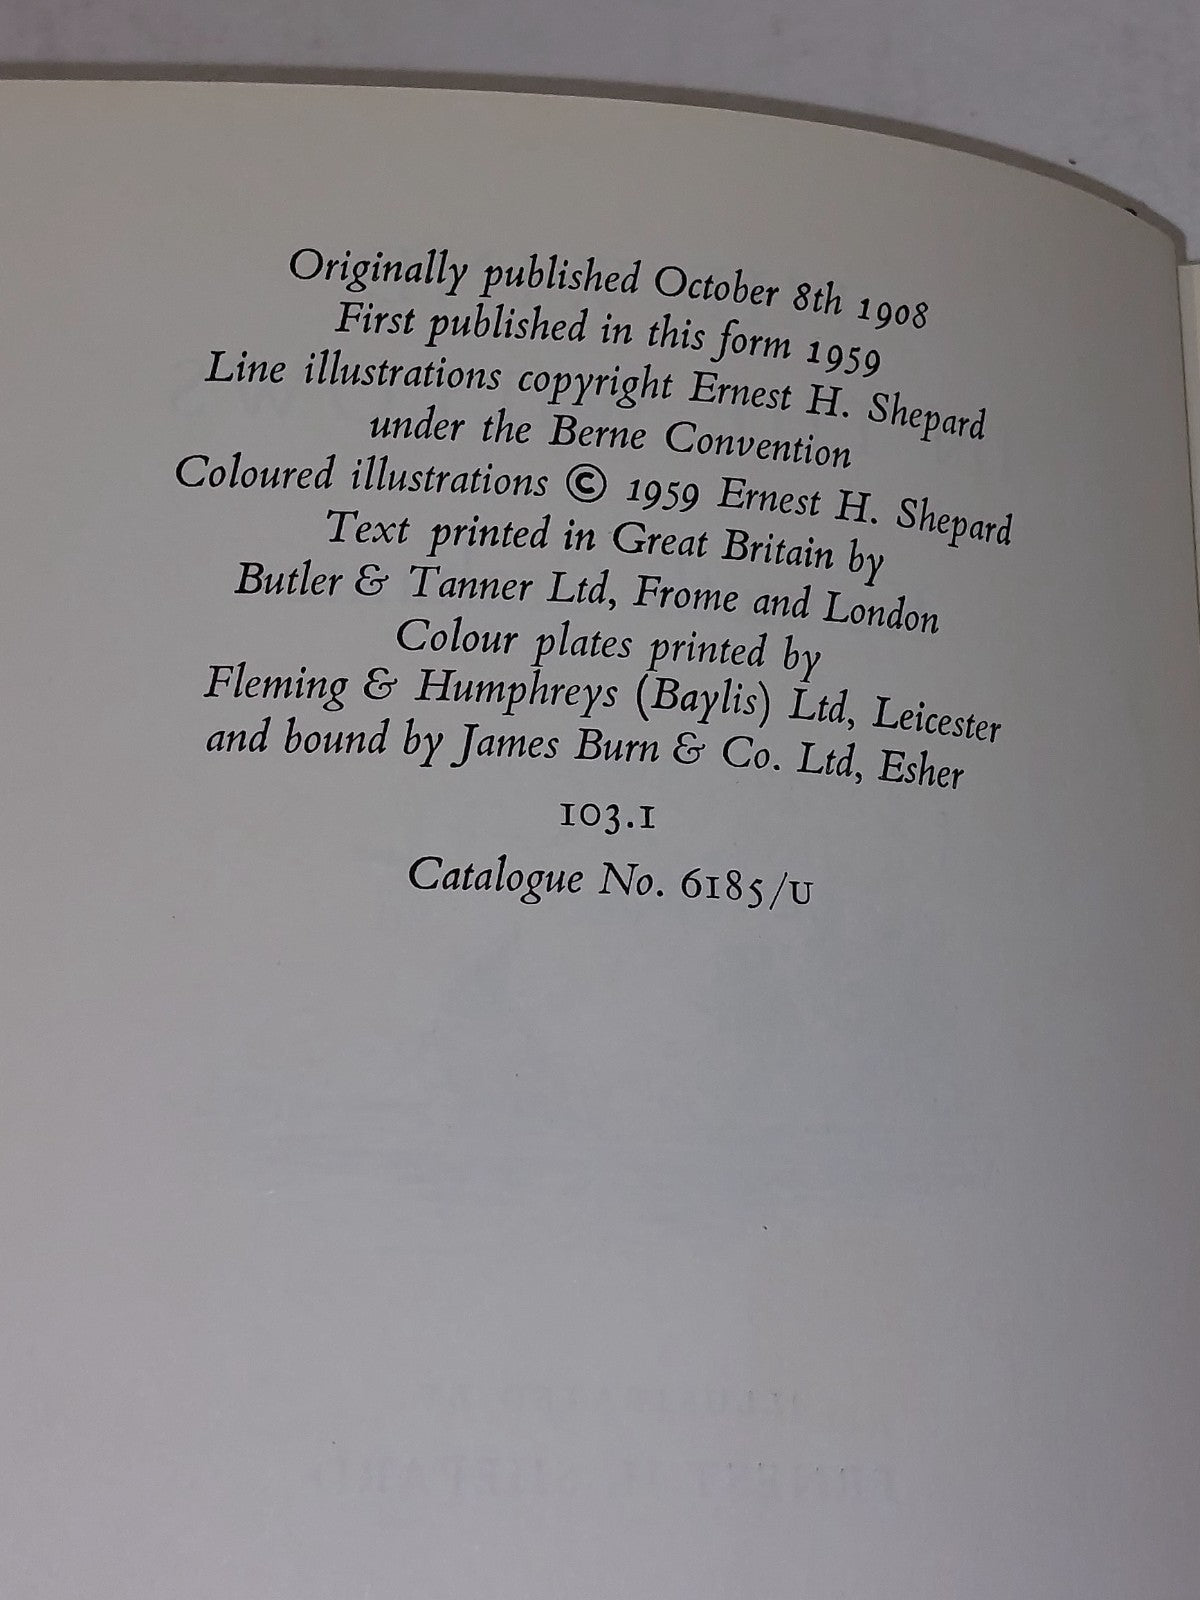 Originally published October 8th 1908
First published in this form 1959
Line illustrations copyright Ernest H. Shepard
under the Berne Convention
Coloured illustrations © 1959 Ernest H. Shepard
Text printed in Great Britain by
Butler & Tanner Ltd, Frome and London
Colour plates printed by
Fleming & Humphreys (Baylis) Ltd, Leicester
and bound by James Burn & Co. Ltd, Esher
103.1
Catalogue No. 6185/U